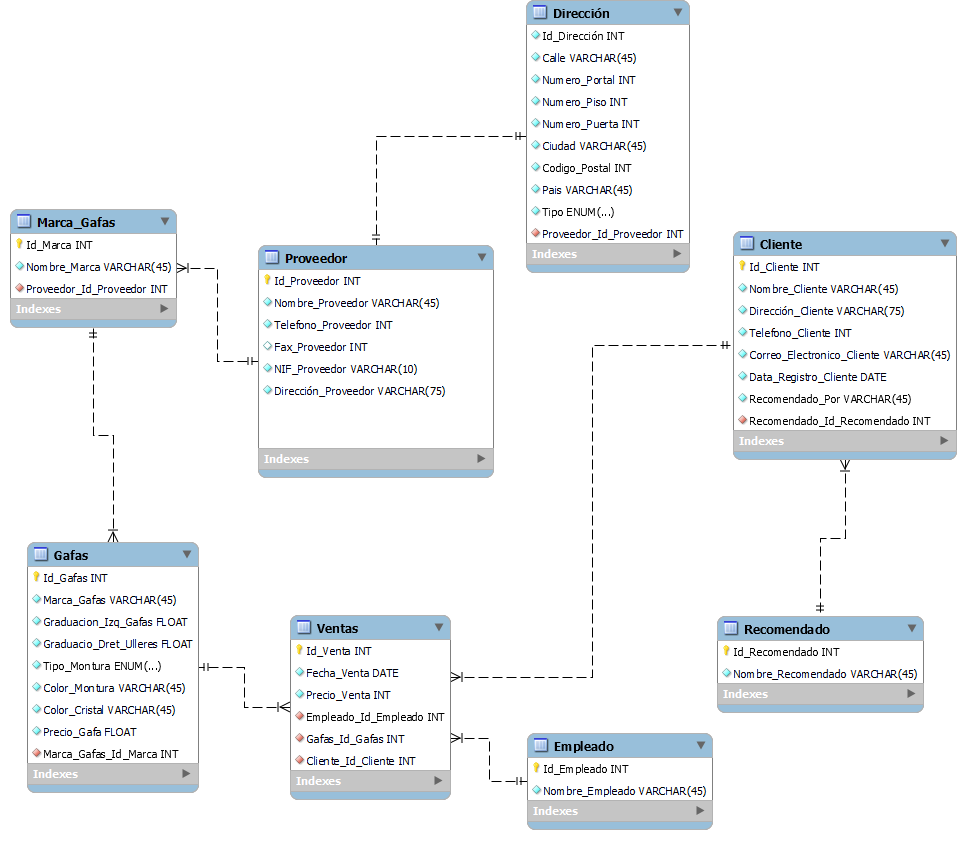 Dirección
Id_Dirección INT
Calle VARCHAR(45)
Numero_Portal INT
Numero_Piso INT
Numero_Puerta INT
Ciudad VARCHAR(45)
Codigo_Postal INT
Pais VARCHAR(45)
Tipo ENUM(...)
Proveedor_Id_Proveedor INT
Indexes
Marca_Gafas
Id_Marca INT
Nombre_Marca VARCHAR(45)
Proveedor_Id_Proveedor INT
Indexes
Proveedor
Id_Proveedor INT
Nombre_Proveedor VARCHAR(45)
Telefono_Proveedor INT
Fax_Proveedor INT
NIF_Proveedor VARCHAR(10)
Dirección_Proveedor VARCHAR(75)
Indexes
Cliente
Id_Cliente INT
Nombre_Cliente VARCHAR(45)
Dirección_Cliente VARCHAR(75)
Telefono_Cliente INT
Correo_Electronico_Cliente VARCHAR(45)
Data_Registro_Cliente DATE
Recomendado_Por VARCHAR(45)
Recomendado_Id_Recomendado INT
Indexes
Gafas
Id_Gafas INT
Marca_Gafas VARCHAR(45)
Graduacion_Izq_Gafas FLOAT
Graduacio_Dret_Ulleres FLOAT
Tipo_Montura ENUM(...)
Color_Montura VARCHAR(45)
Color_Cristal VARCHAR(45)
Precio_Gafa FLOAT
Marca_Gafas_Id_Marca INT
Indexes
Ventas
Id_Venta INT
Fecha_Venta DATE
Precio_Venta INT
Empleado_Id_Empleado INT
Gafas_Id_Gafas INT
Cliente_Id_Cliente INT
Indexes
Recomendado
Id_Recomendado INT
Nombre_Recomendado VARCHAR(45)
Indexes
Empleado
Id_Empleado INT
Nombre_Empleado VARCHAR(45)
Indexes